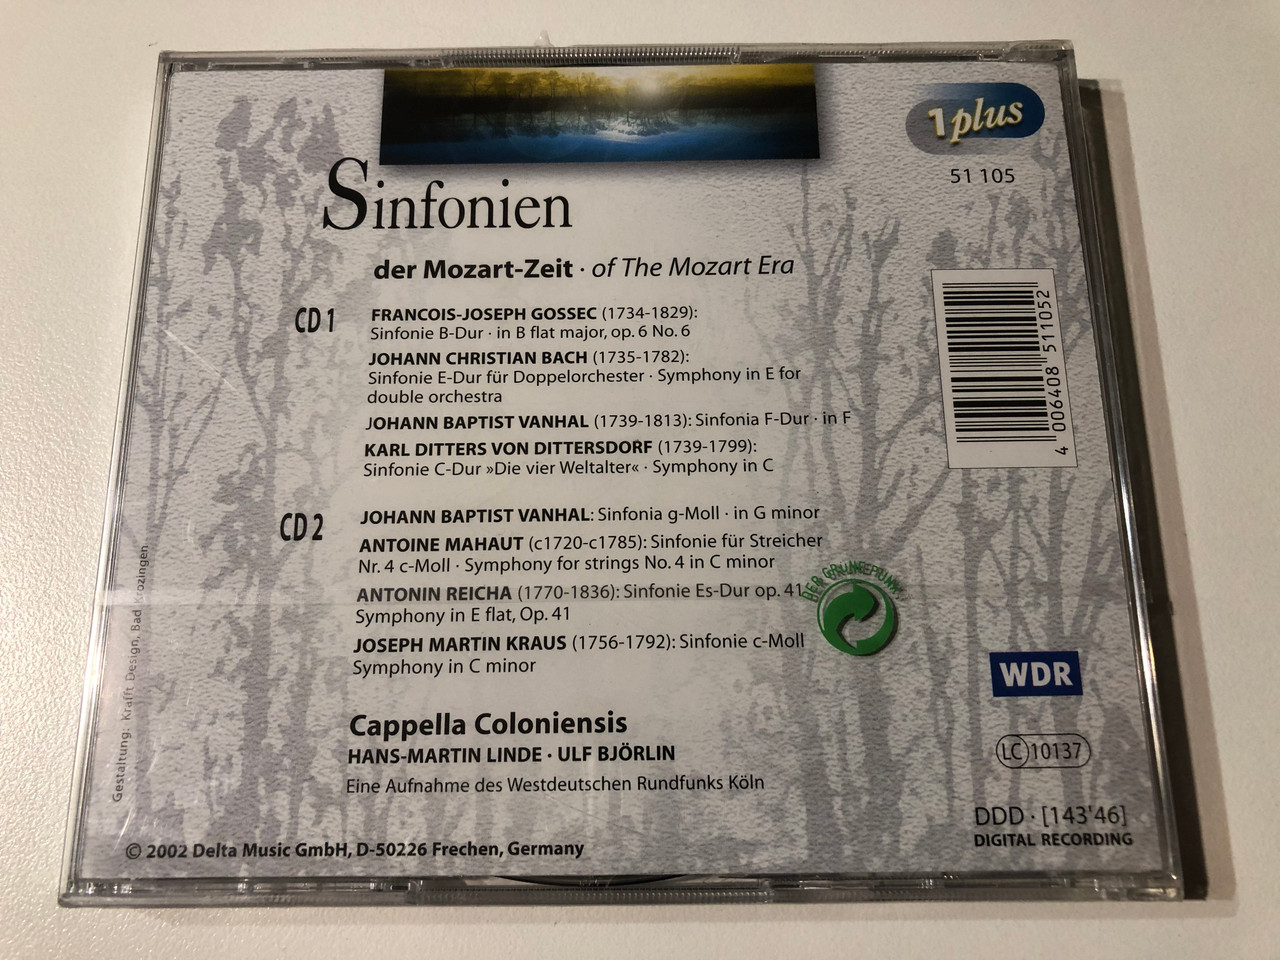 1plus
51 105
Sinfonien
der Mozart-Zeit · of The Mozart Era
CD 1
FRANCOIS-JOSEPH GOSSEC (1734-1829):
Sinfonie B-Dur · in B flat major, op. 6 No. 6
JOHANN CHRISTIAN BACH (1735-1782):
Sinfonie E-Dur für Doppelorchester · Symphony in E for
double orchestra
JOHANN BAPTIST VANHAL (1739-1813): Sinfonia F-Dur · in F
KARL DITTERS VON DITTERSDORF (1739-1799):
Sinfonie C-Dur »Die vier Weltalter« · Symphony in C
4 006408 511052
CD 2
JOHANN BAPTIST VANHAL: Sinfonia g-Moll · in G minor
ANTOINE MAHAUT (c1720-c1785): Sinfonie für Streicher
Nr. 4 c-Moll · Symphony for strings No. 4 in C minor
ANTONIN REICHA (1770-1836): Sinfonie Es-Dur op. 41
Symphony in E flat, Op. 41
JOSEPH MARTIN KRAUS (1756-1792): Sinfonie c-Moll
Symphony in C minor
DER GRÜNE PUNKT
WDR
Cappella Coloniensis
HANS-MARTIN LINDE · ULF BJÖRLIN
Eine Aufnahme des Westdeutschen Rundfunks Köln
LC 10137
DDD · [143'46]
DIGITAL RECORDING
© 2002 Delta Music GmbH, D-50226 Frechen, Germany
Gestaltung: Krafft Design, Bad Krozingen